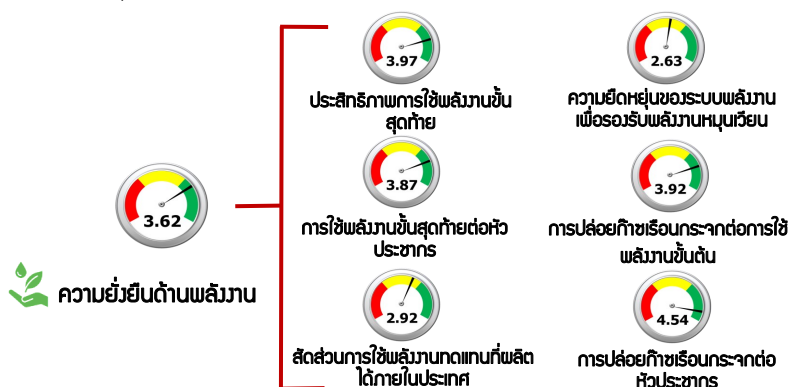 3.97
ประสิทธิภาพการใช้พลังงานขั้น
สุดท้าย
2.63
ความยืดหยุ่นของระบบพลังงาน
เพื่อรองรับพลังงานหมุนเวียน
3.62
ความยั่งยืนด้านพลังงาน
3.87
การใช้พลังงานขั้นสุดท้ายต่อหัว
ประชากร
3.92
การปล่อยก๊าซเรือนกระจกต่อการใช้
พลังงานขั้นต้น
2.92
สัดส่วนการใช้พลังงานทดแทนที่ผลิต
ได้ภายในประเทศ
4.54
การปล่อยก๊าซเรือนกระจกต่อ
หัวประชากร